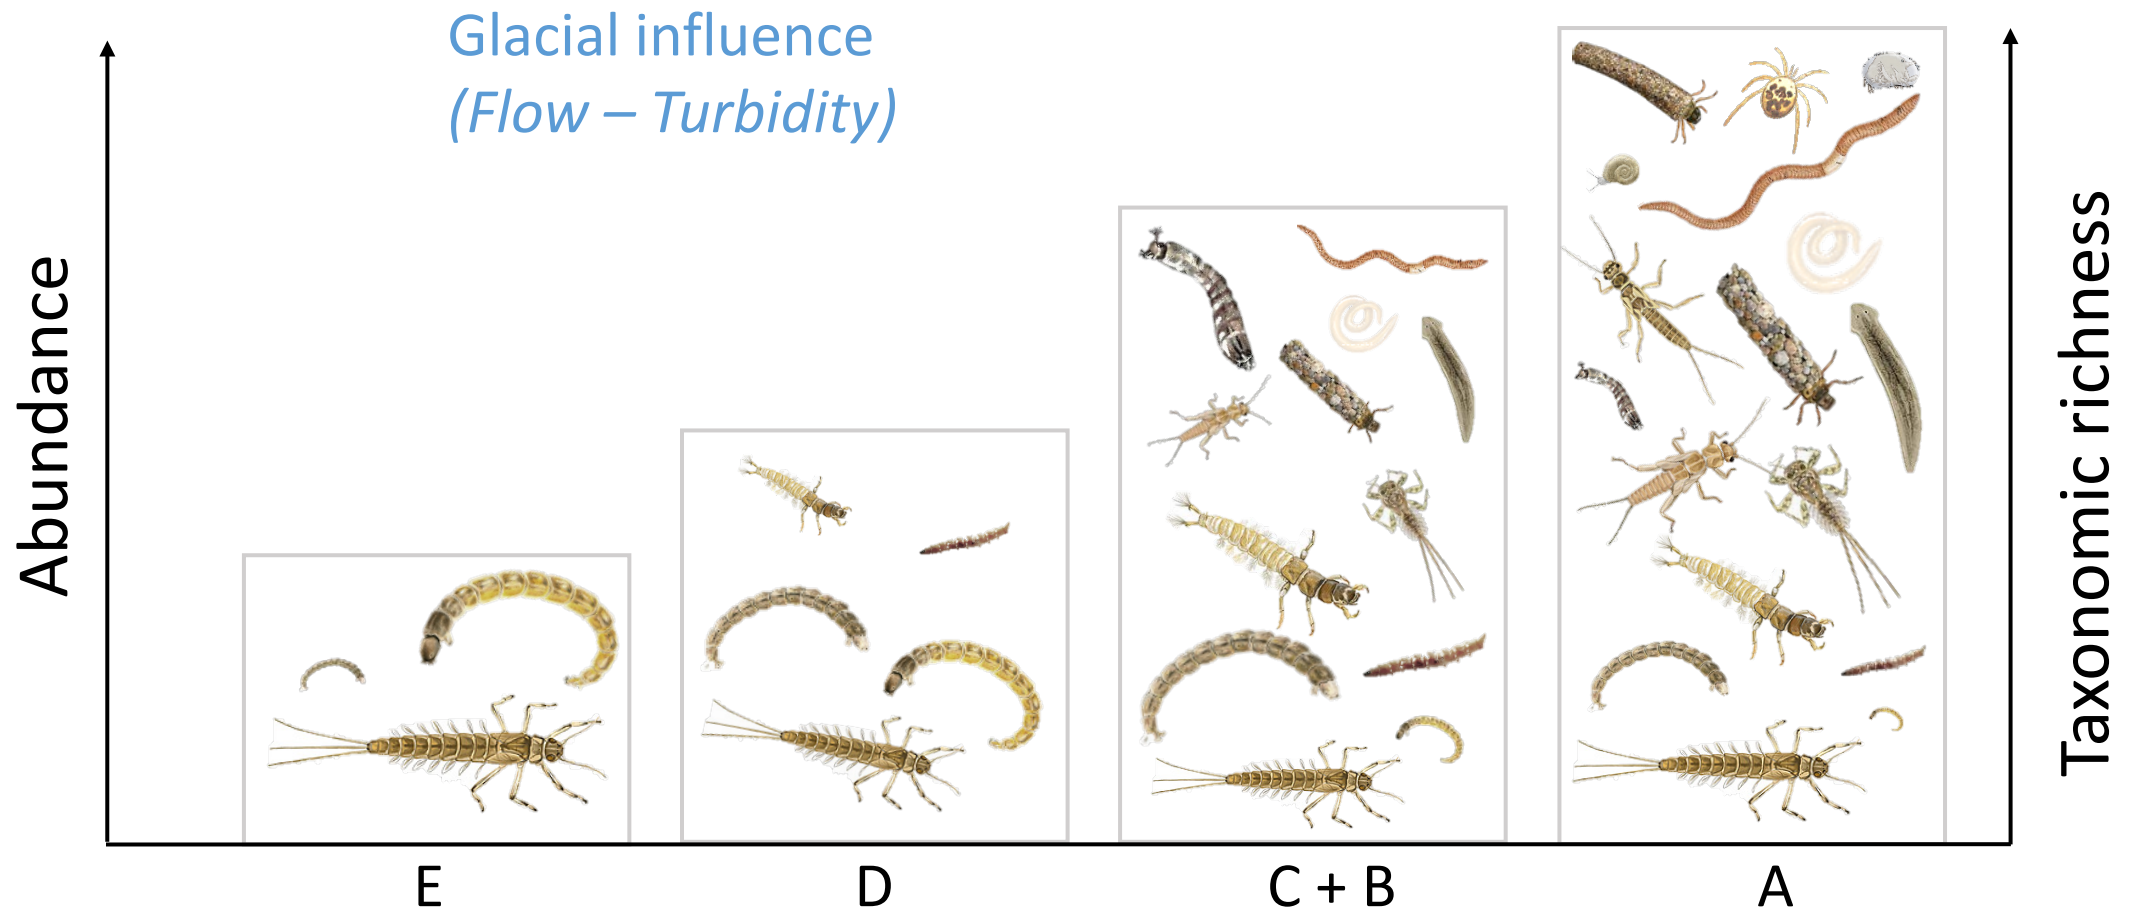 Glacial influence
(Flow – Turbidity)
Abundance
Taxonomic richness
E
D
C + B
A